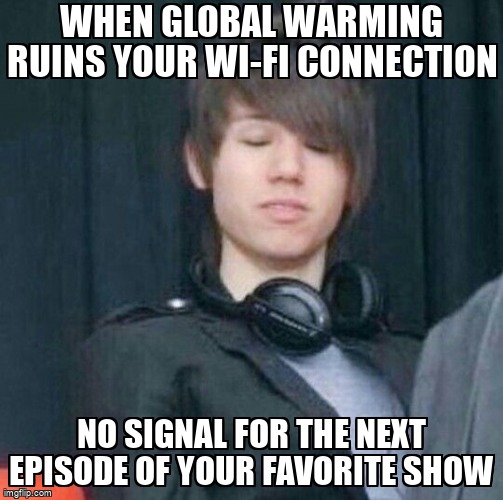 WHEN GLOBAL WARMING
RUINS YOUR WI-FI CONNECTION
NO SIGNAL FOR THE NEXT
EPISODE OF YOUR FAVORITE SHOW
imgflip.com